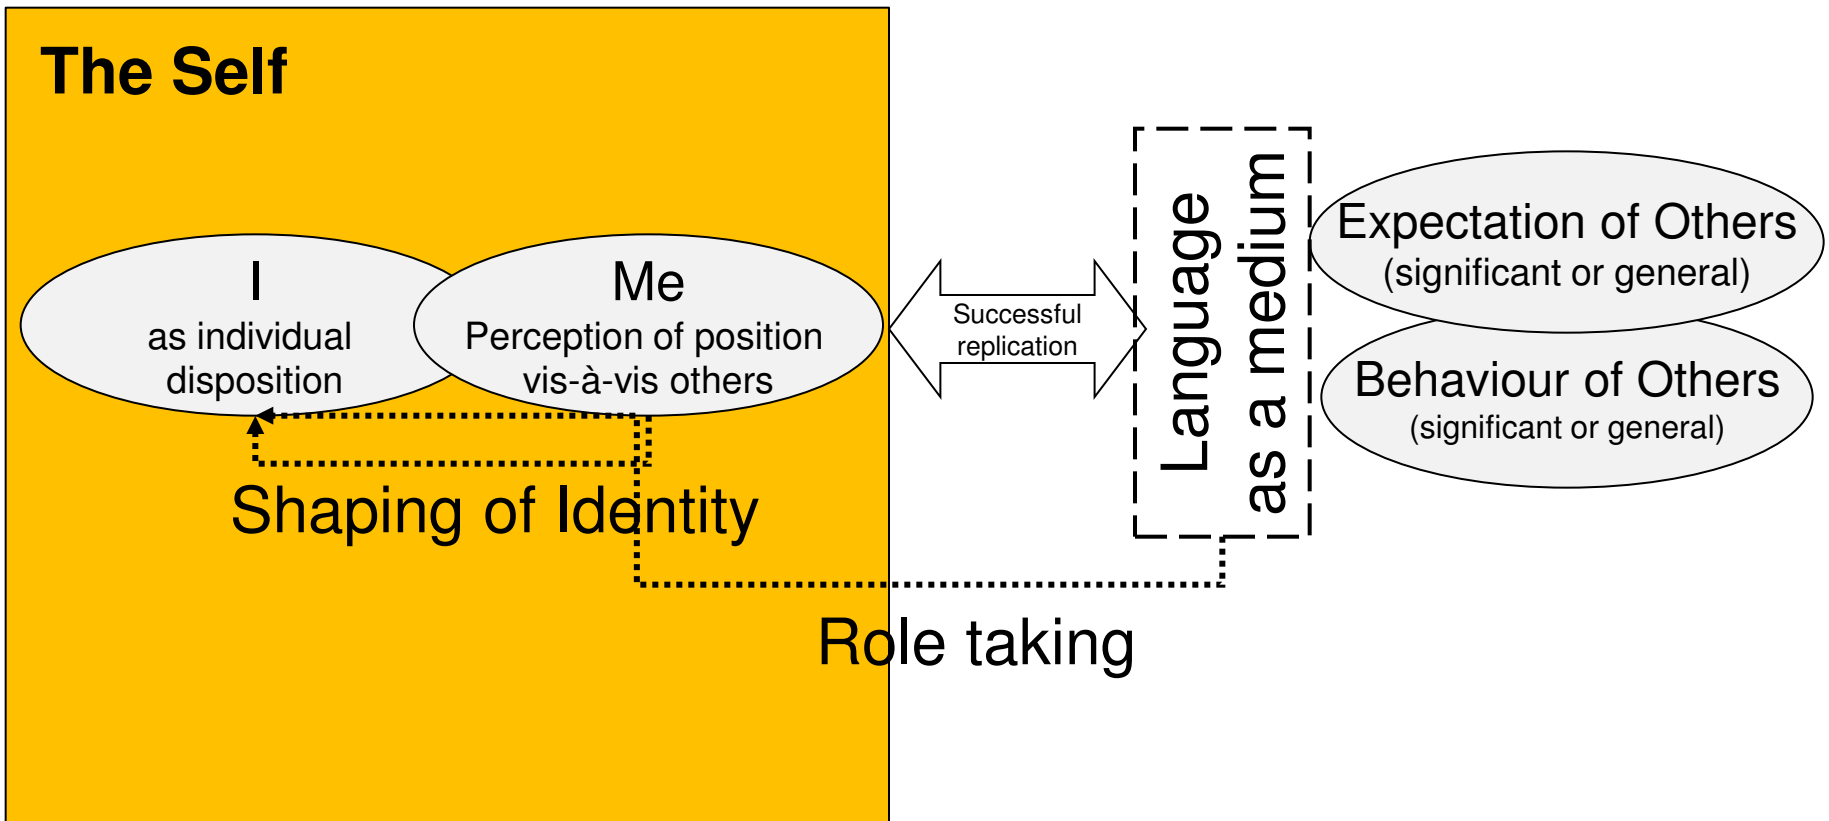 The Self
I
as individual
disposition
Me
Perception of position
vis-à-vis others
Shaping of Identity
Successful
replication
Language
as a medium
Expectation of Others
(significant or general)
Behaviour of Others
(significant or general)
Role taking